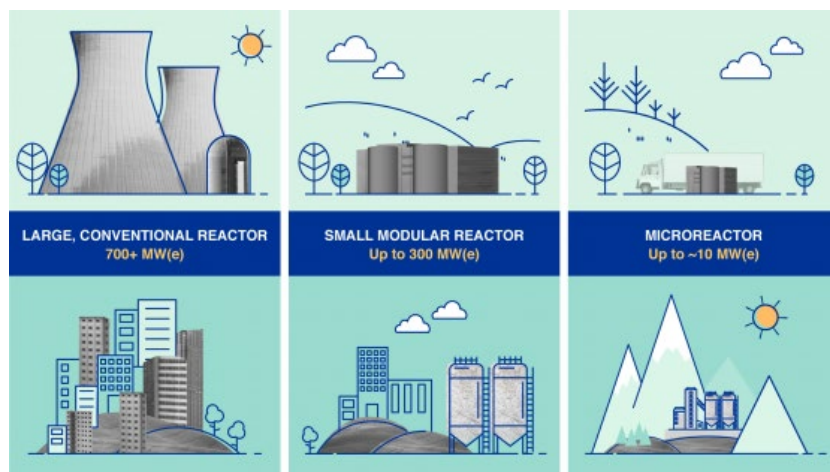 LARGE, CONVENTIONAL REACTOR
700+ MW(e)
SMALL MODULAR REACTOR
Up to 300 MW(e)
MICROREACTOR
Up to ~10 MW(e)